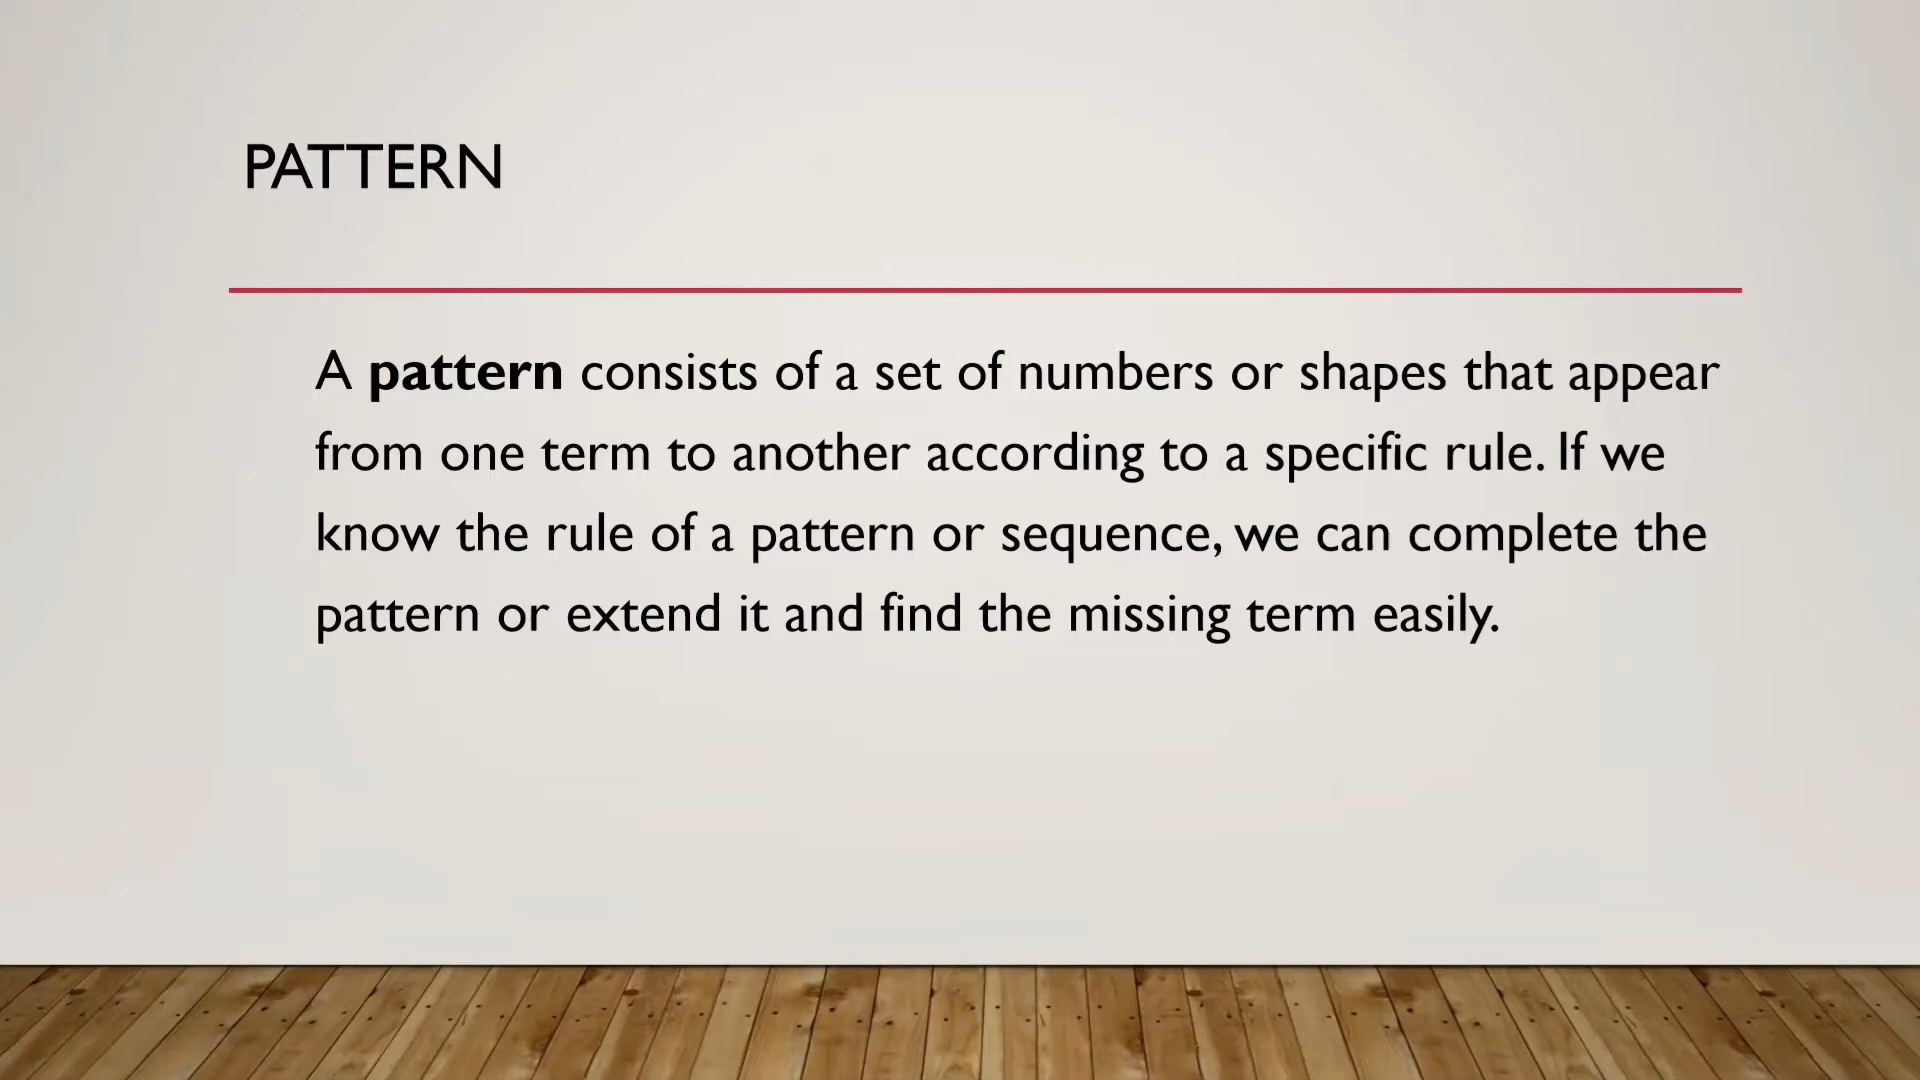 PATTERN
A pattern consists of a set of numbers or shapes that appear
from one term to another according to a specific rule. If we
know the rule of a pattern or sequence, we can complete the
pattern or extend it and find the missing term easily.